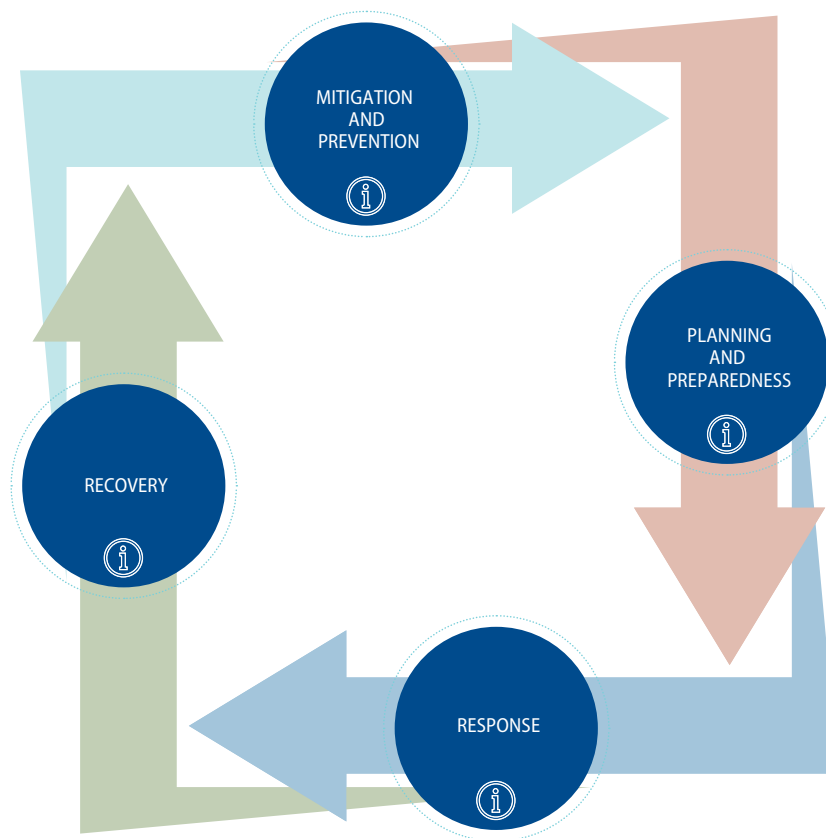 MITIGATION
AND
PREVENTION
PLANNING
AND
PREPAREDNESS
RECOVERY
RESPONSE